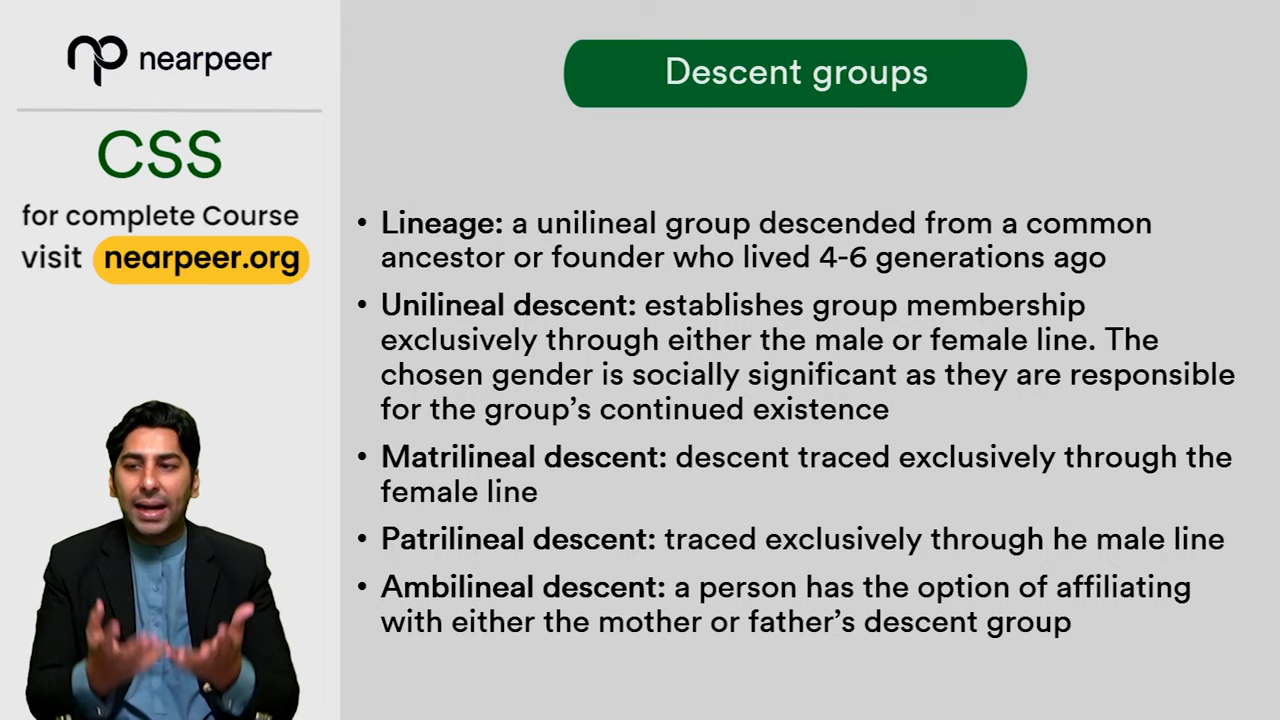 nearpeer
CSS
for complete Course
visit nearpeer.org
Descent groups
• Lineage: a unilineal group descended from a common
ancestor or founder who lived 4-6 generations ago
• Unilineal descent: establishes group membership
exclusively through either the male or female line. The
chosen gender is socially significant as they are responsible
for the group's continued existence
• Matrilineal descent: descent traced exclusively through the
female line
• Patrilineal descent: traced exclusively through he male line
• Ambilineal descent: a person has the option of affiliating
with either the mother or father's descent group